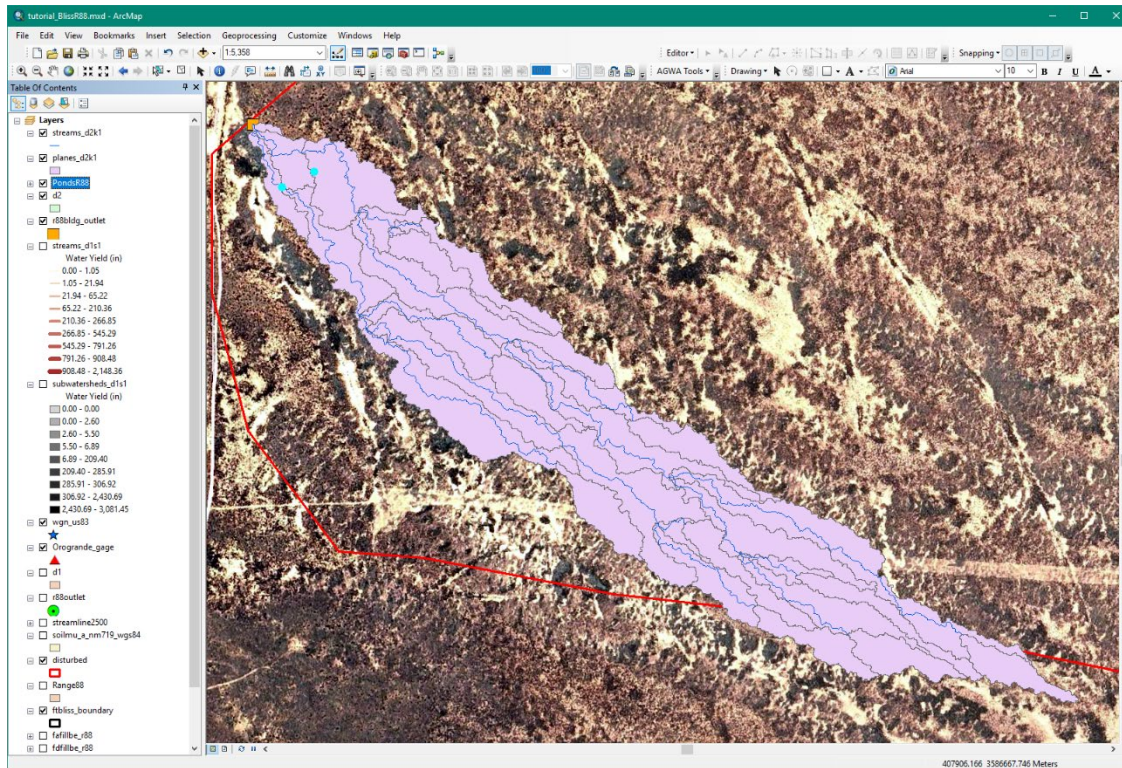 tutorial_BlissR88.mxd - ArcMap
File Edit View Bookmarks Insert Selection Geoprocessing Customize Windows Help
1:5,358
Editor
Snapping
AGWA Tools
Drawing
Arial
10
B I U A
Table Of Contents
Layers
streams_d2k1
planes_d2k1
PondsR88
d2
r88bldg_outlet
streams_d1s1
Water Yield (in)
0.00 - 1.05
1.05 - 21.94
21.94 - 65.22
65.22 - 210.36
210.36 - 266.85
266.85 - 545.29
545.29 - 791.26
791.26 - 908.48
908.48 - 2,148.36
subwatersheds_d1s1
Water Yield (in)
0.00 - 0.00
0.00 - 2.60
2.60 - 5.50
5.50 - 6.89
6.89 - 209.40
209.40 - 285.91
285.91 - 306.92
306.92 - 2,430.69
2,430.69 - 3,081.45
wgn_us83
Orogrande_gage
d1
r88outlet
streamline2500
soilmu_a_nm719_wgs84
disturbed
Range88
ftbliss_boundary
fafillbe_r88
fdfillbe_r88
407906.166 3586667.746 Meters